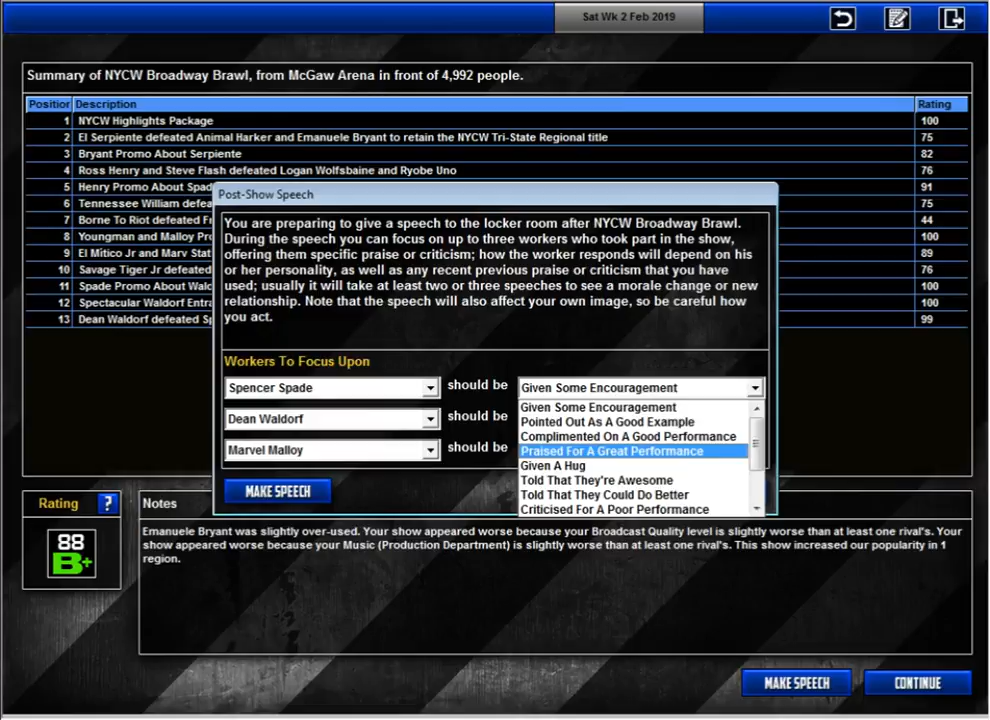 Sat Wk 2 Feb 2019
Summary of NYCW Broadway Brawl, from McGaw Arena in front of 4,992 people.
Position Description Rating
1 NYCW Highlights Package 100
2 El Serpiente defeated Animal Harker and Emanuele Bryant to retain the NYCW Tri-State Regional title 75
3 Bryant Promo About Serpiente 82
4 Ross Henry and Steve Flash defeated Logan Wolfsbaine and Ryobe Uno 76
5 Henry Promo About Spad 91
6 Tennessee William defea 75
7 Borne To Riot defeated F 44
8 Youngman and Malloy Pr 100
9 El Mitico Jr and Marv Stat 89
10 Savage Tiger Jr defeated 76
11 Spade Promo About Wald 100
12 Spectacular Waldorf Entra 100
13 Dean Waldorf defeated Sp 99
Post-Show Speech
You are preparing to give a speech to the locker room after NYCW Broadway Brawl.
During the speech you can focus on up to three workers who took part in the show,
offering them specific praise or criticism; how the worker responds will depend on his
or her personality, as well as any recent previous praise or criticism that you have
used; usually it will take at least two or three speeches to see a morale change or new
relationship. Note that the speech will also affect your own image, so be careful how
you act.
Workers To Focus Upon
Spencer Spade should be Given Some Encouragement
Dean Waldorf should be
Marvel Malloy should be
Given Some Encouragement
Pointed Out As A Good Example
Complimented On A Good Performance
Praised For A Great Performance
Given A Hug
Told That They're Awesome
Told That They Could Do Better
Criticised For A Poor Performance
MAKE SPEECH
Rating ?
88
B+
Notes
Emanuele Bryant was slightly over-used. Your show appeared worse because your Broadcast Quality level is slightly worse than at least one rival's. Your
show appeared worse because your Music (Production Department) is slightly worse than at least one rival's. This show increased our popularity in 1
region.
MAKE SPEECH
CONTINUE